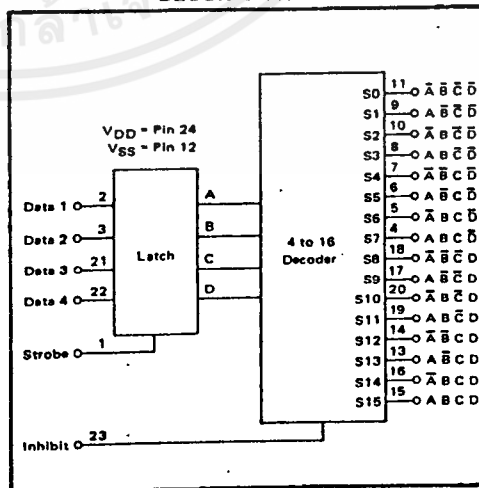 VDD = Pin 24
VSS = Pin 12
Data 1 2
Data 2 3
Data 3 21
Data 4 22
Strobe 1
Inhibit 23
Latch
A
B
C
D
4 to 16
Decoder
S0 11 A̅ B̅ C̅ D̅
S1 9 A B̅ C̅ D̅
S2 10 A̅ B C̅ D̅
S3 8 A B C̅ D̅
S4 7 A̅ B̅ C D̅
S5 6 A B̅ C D̅
S6 5 A̅ B C D̅
S7 4 A B C D̅
S8 18 A̅ B̅ C̅ D
S9 17 A B̅ C̅ D
S10 20 A̅ B C̅ D
S11 19 A B C̅ D
S12 14 A̅ B̅ C D
S13 13 A B̅ C D
S14 16 A̅ B C D
S15 15 A B C D